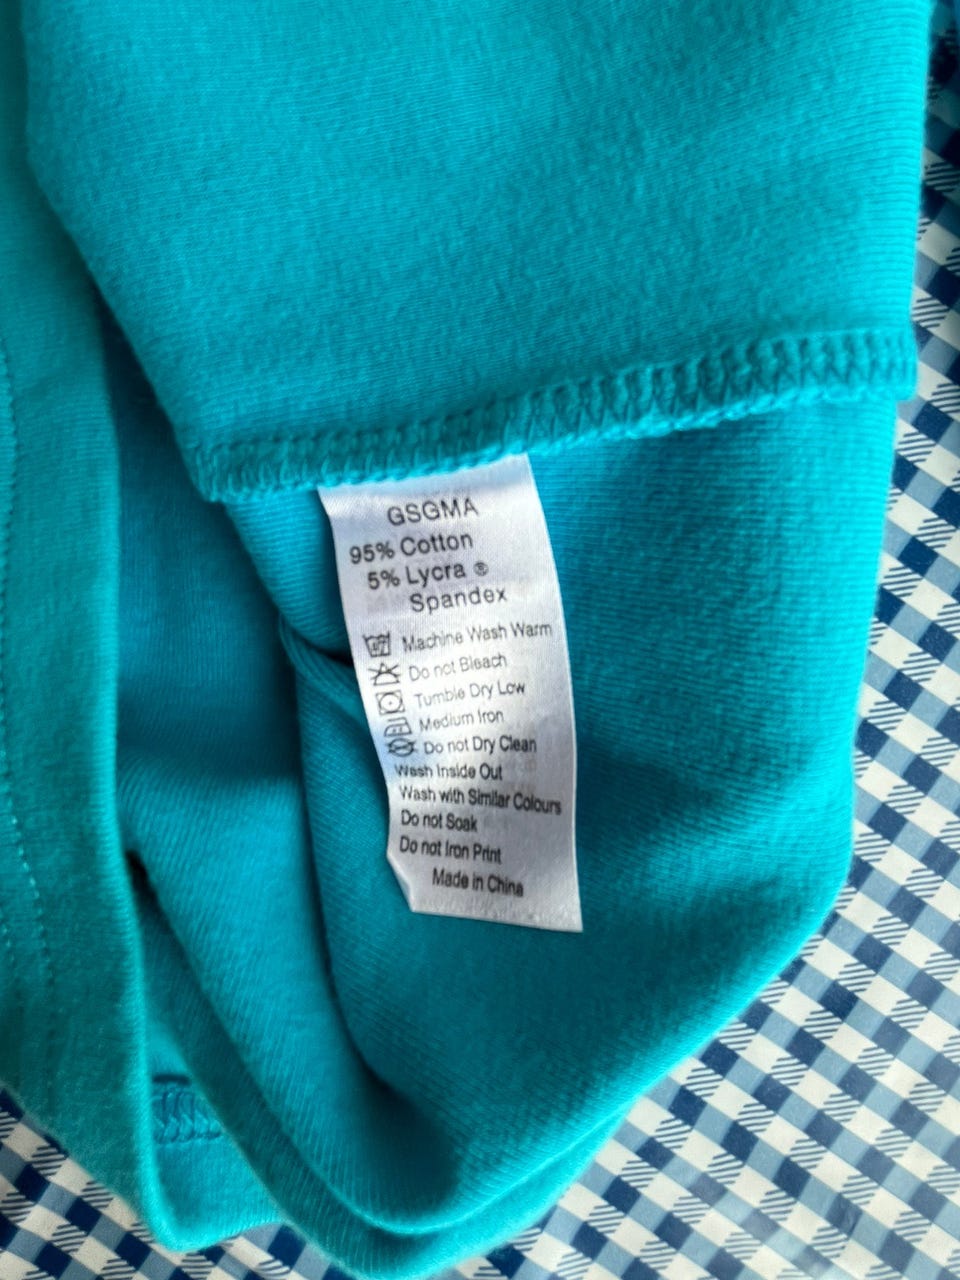 GSGMA
95% Cotton
5% Lycra ®
Spandex
Machine Wash Warm
Do not Bleach
Tumble Dry Low
Medium Iron
Do not Dry Clean
Wash Inside Out
Wash with Similar Colours
Do not Soak
Do not Iron Print
Made in China